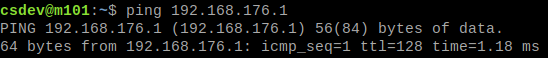 csdev@m101:~$ ping 192.168.176.1
PING 192.168.176.1 (192.168.176.1) 56(84) bytes of data.
64 bytes from 192.168.176.1: icmp_seq=1 ttl=128 time=1.18 ms